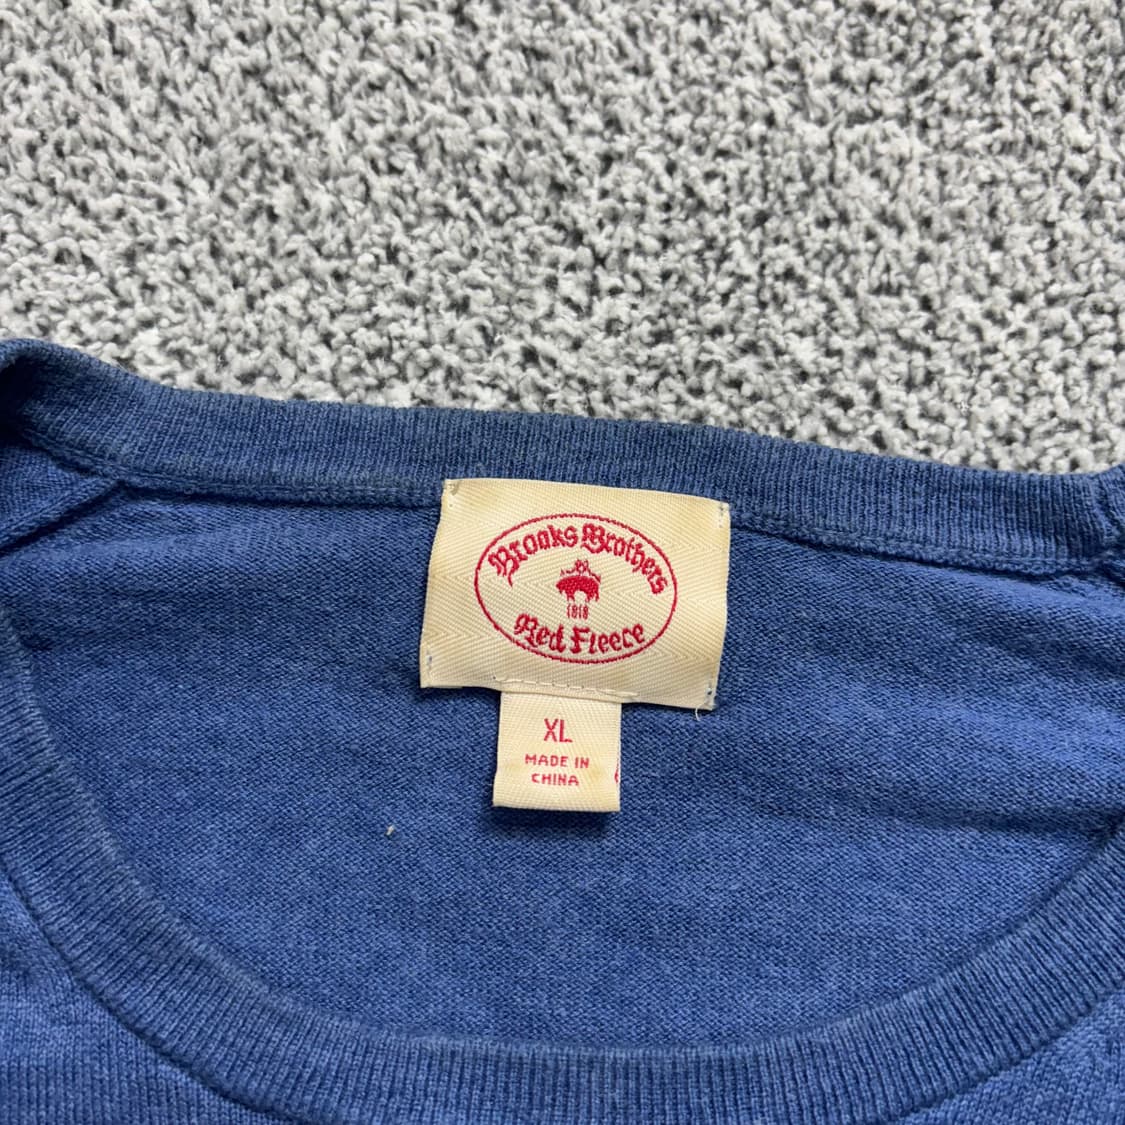 Brooks Brothers
1818
Red Fleece
XL
MADE IN
CHINA